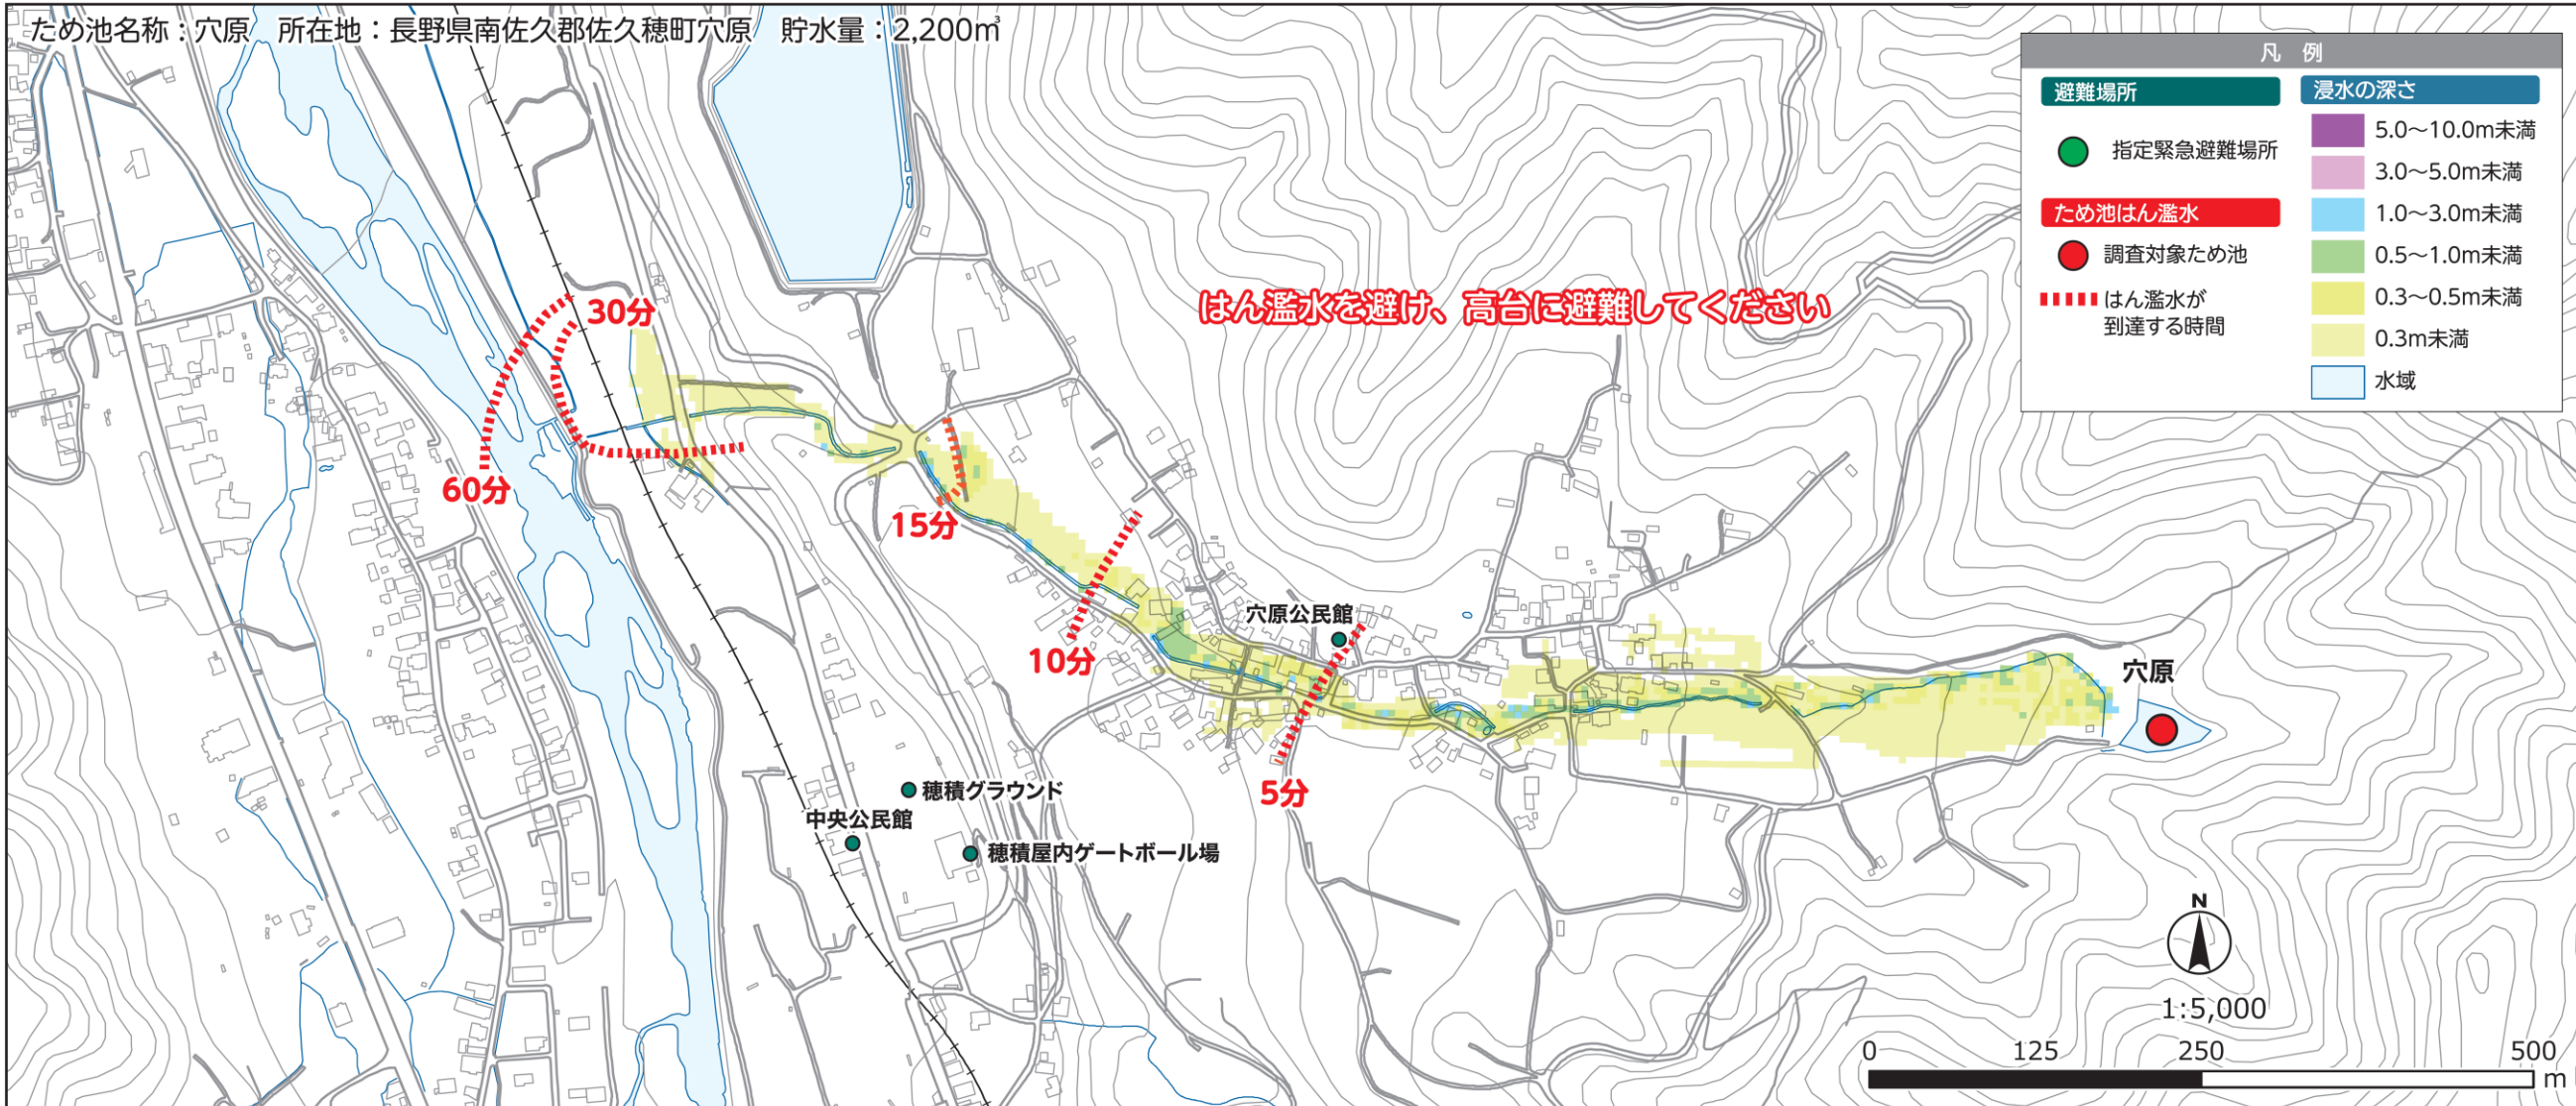 ため池名称：穴原　所在地：長野県南佐久郡佐久穂町穴原　貯水量：2,200㎥
凡　例
避難場所
指定緊急避難場所
ため池はん濫水
調査対象ため池
はん濫水が
到達する時間
浸水の深さ
5.0～10.0m未満
3.0～5.0m未満
1.0～3.0m未満
0.5～1.0m未満
0.3～0.5m未満
0.3m未満
水域
はん濫水を避け、高台に避難してください
30分
60分
15分
10分
穴原公民館
穴原
5分
穂積グラウンド
中央公民館
穂積屋内ゲートボール場
N
1:5,000
0 125 250 500
m